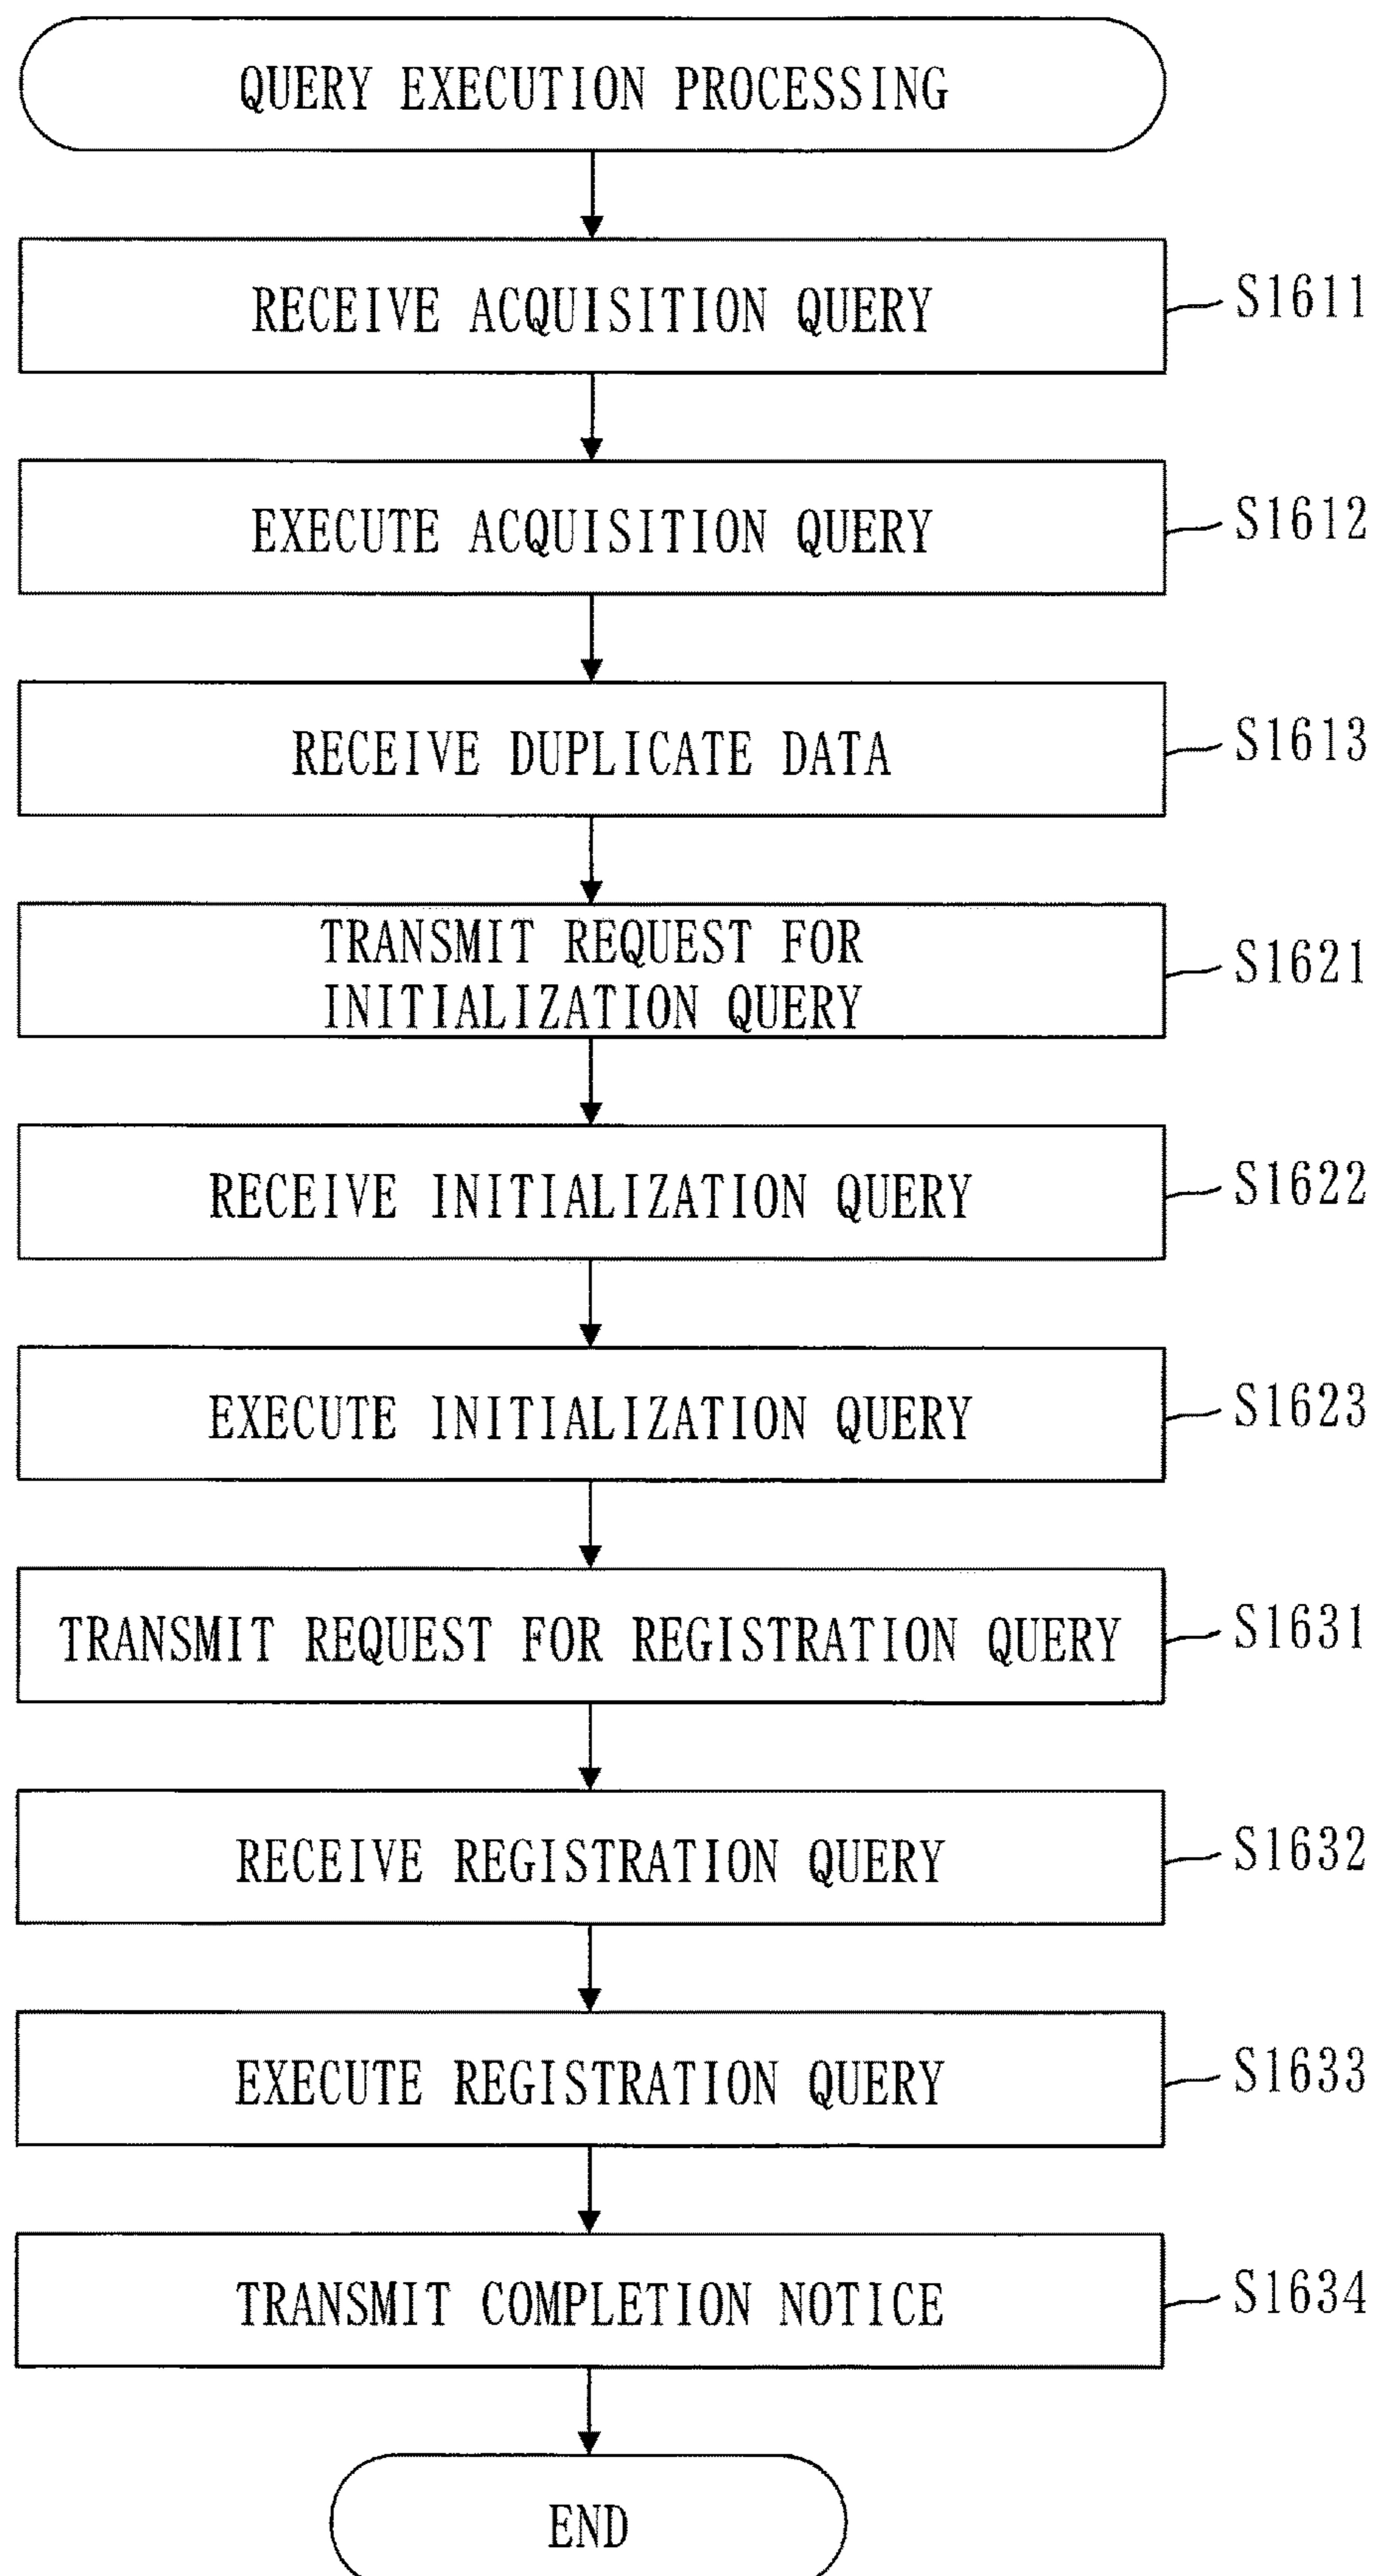 QUERY EXECUTION PROCESSING
RECEIVE ACQUISITION QUERY
S1611
EXECUTE ACQUISITION QUERY
S1612
RECEIVE DUPLICATE DATA
S1613
TRANSMIT REQUEST FOR
INITIALIZATION QUERY
S1621
RECEIVE INITIALIZATION QUERY
S1622
EXECUTE INITIALIZATION QUERY
S1623
TRANSMIT REQUEST FOR REGISTRATION QUERY
S1631
RECEIVE REGISTRATION QUERY
S1632
EXECUTE REGISTRATION QUERY
S1633
TRANSMIT COMPLETION NOTICE
S1634
END